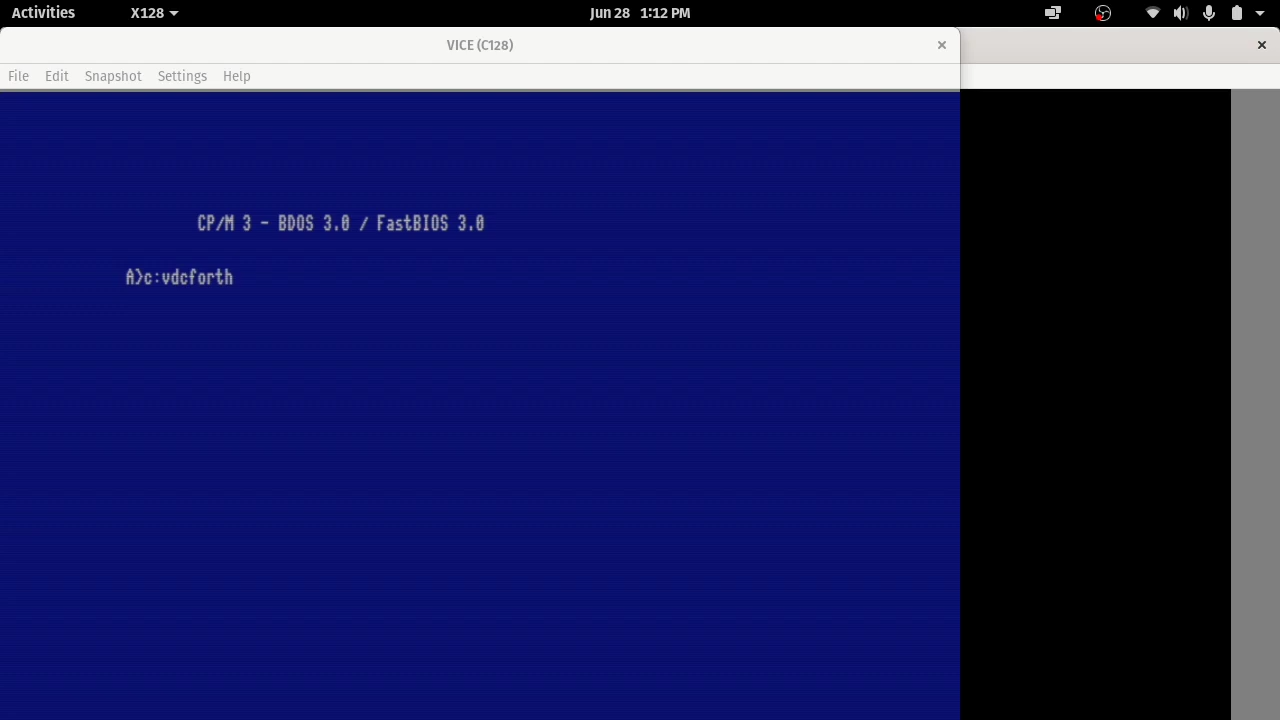 Activities X128 Jun 28 1:12 PM
VICE (C128)
File Edit Snapshot Settings Help
CP/M 3 - BDOS 3.0 / FastBIOS 3.0
A>c:vdcforth